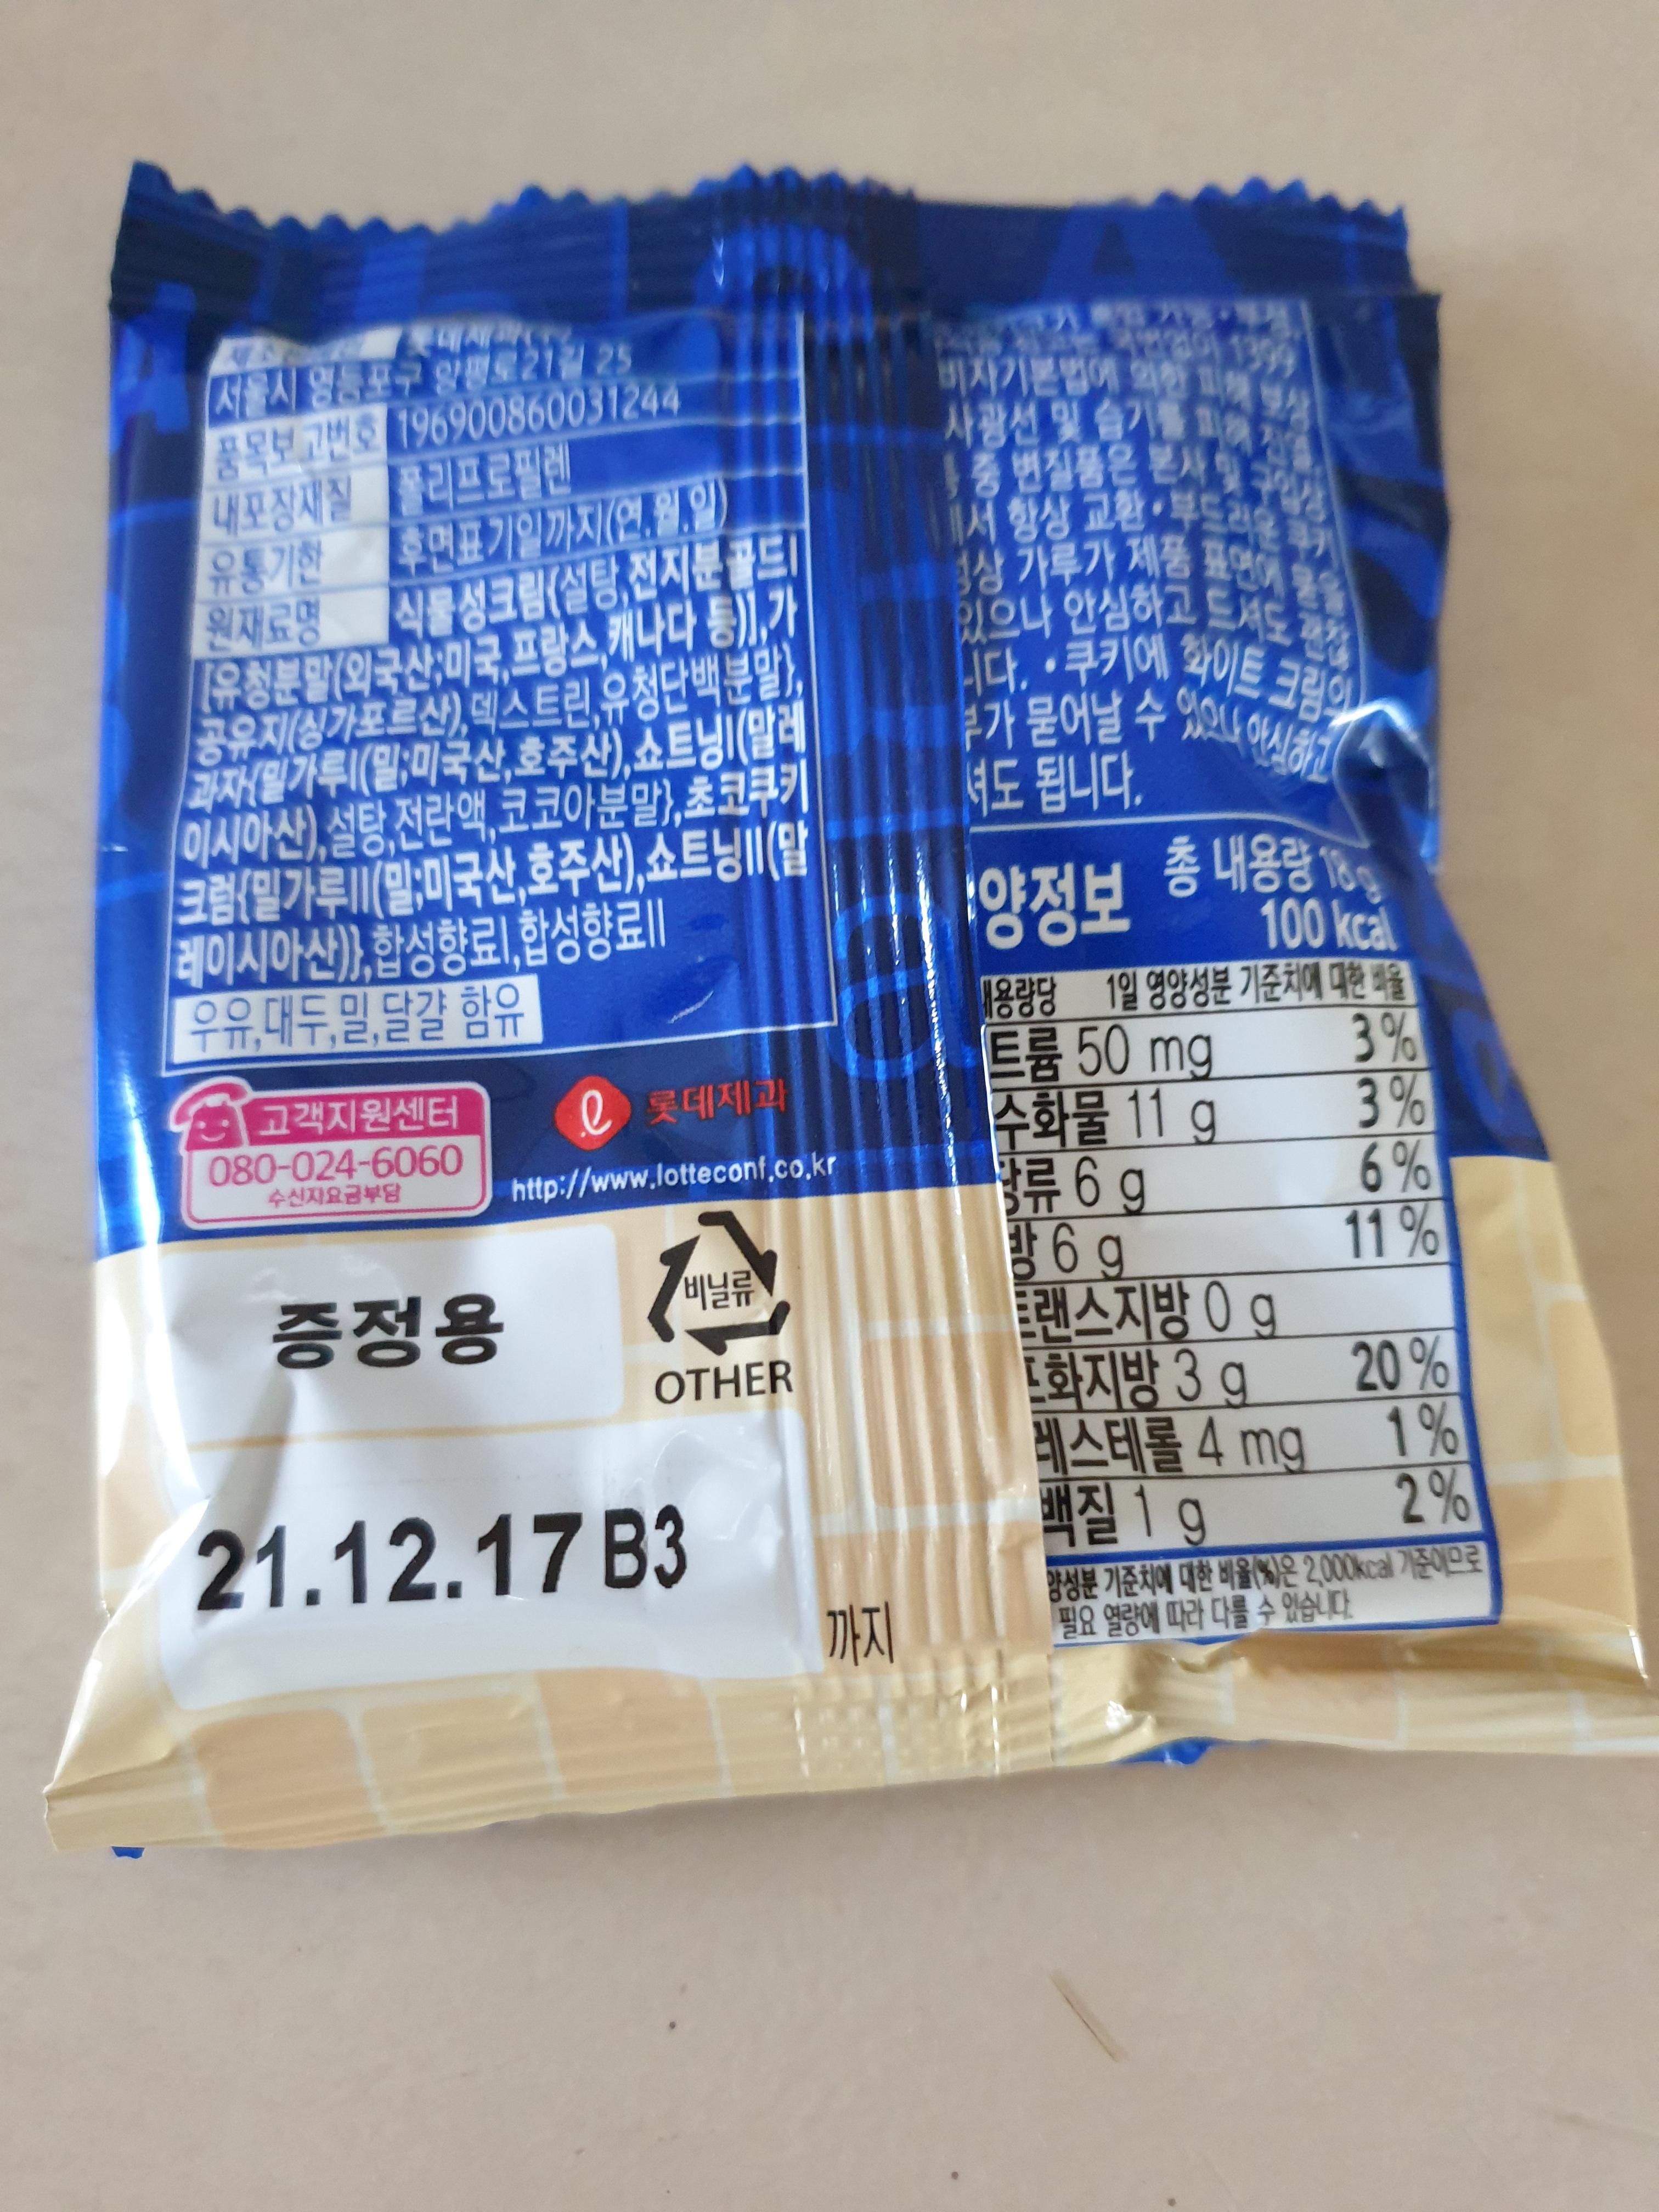 서울시 영등포구 양평로21길 25
품목보고번호 196900860031244
내포장재질 폴리프로필렌
유통기한 후면표기일까지(연.월.일)
원재료명 식물성크림{설탕,전지분골드I
[유청분말(외국산;미국,프랑스,캐나다 등)],가
공유지(싱가포르산),덱스트린,유청단백분말},
과자{밀가루I(밀;미국산,호주산),쇼트닝I(말레
이시아산),설탕,전란액,코코아분말},초코쿠키
크럼{밀가루II(밀;미국산,호주산),쇼트닝II(말
레이시아산)},합성향료I,합성향료II
우유,대두,밀,달걀 함유
고객지원센터
080-024-6060
수신자요금부담
롯데제과
http://www.lotteconf.co.kr
증정용
비닐류
OTHER
21.12.17 B3
까지
1399
비자기본법에 의한 피해 보상
사광선 및 습기를 피해
중 변질품은 본사 및 구입상
에서 항상 교환·부드러운 쿠키
상 가루가 제품 표면에
있으나 안심하고 드셔도
니다. ·쿠키에 화이트 크림의
부가 묻어날 수 있으나 안심하고
셔도 됩니다.
양정보 총 내용량 18 g
100 kcal
내용량당 1일 영양성분 기준치에 대한 비율
트륨 50 mg 3 %
수화물 11 g 3 %
당류 6 g 6 %
방 6 g 11 %
트랜스지방 0 g
포화지방 3 g 20 %
레스테롤 4 mg 1 %
백질 1 g 2 %
양성분 기준치에 대한 비율(%)은 2,000kcal 기준이므로
필요 열량에 따라 다를 수 있습니다.